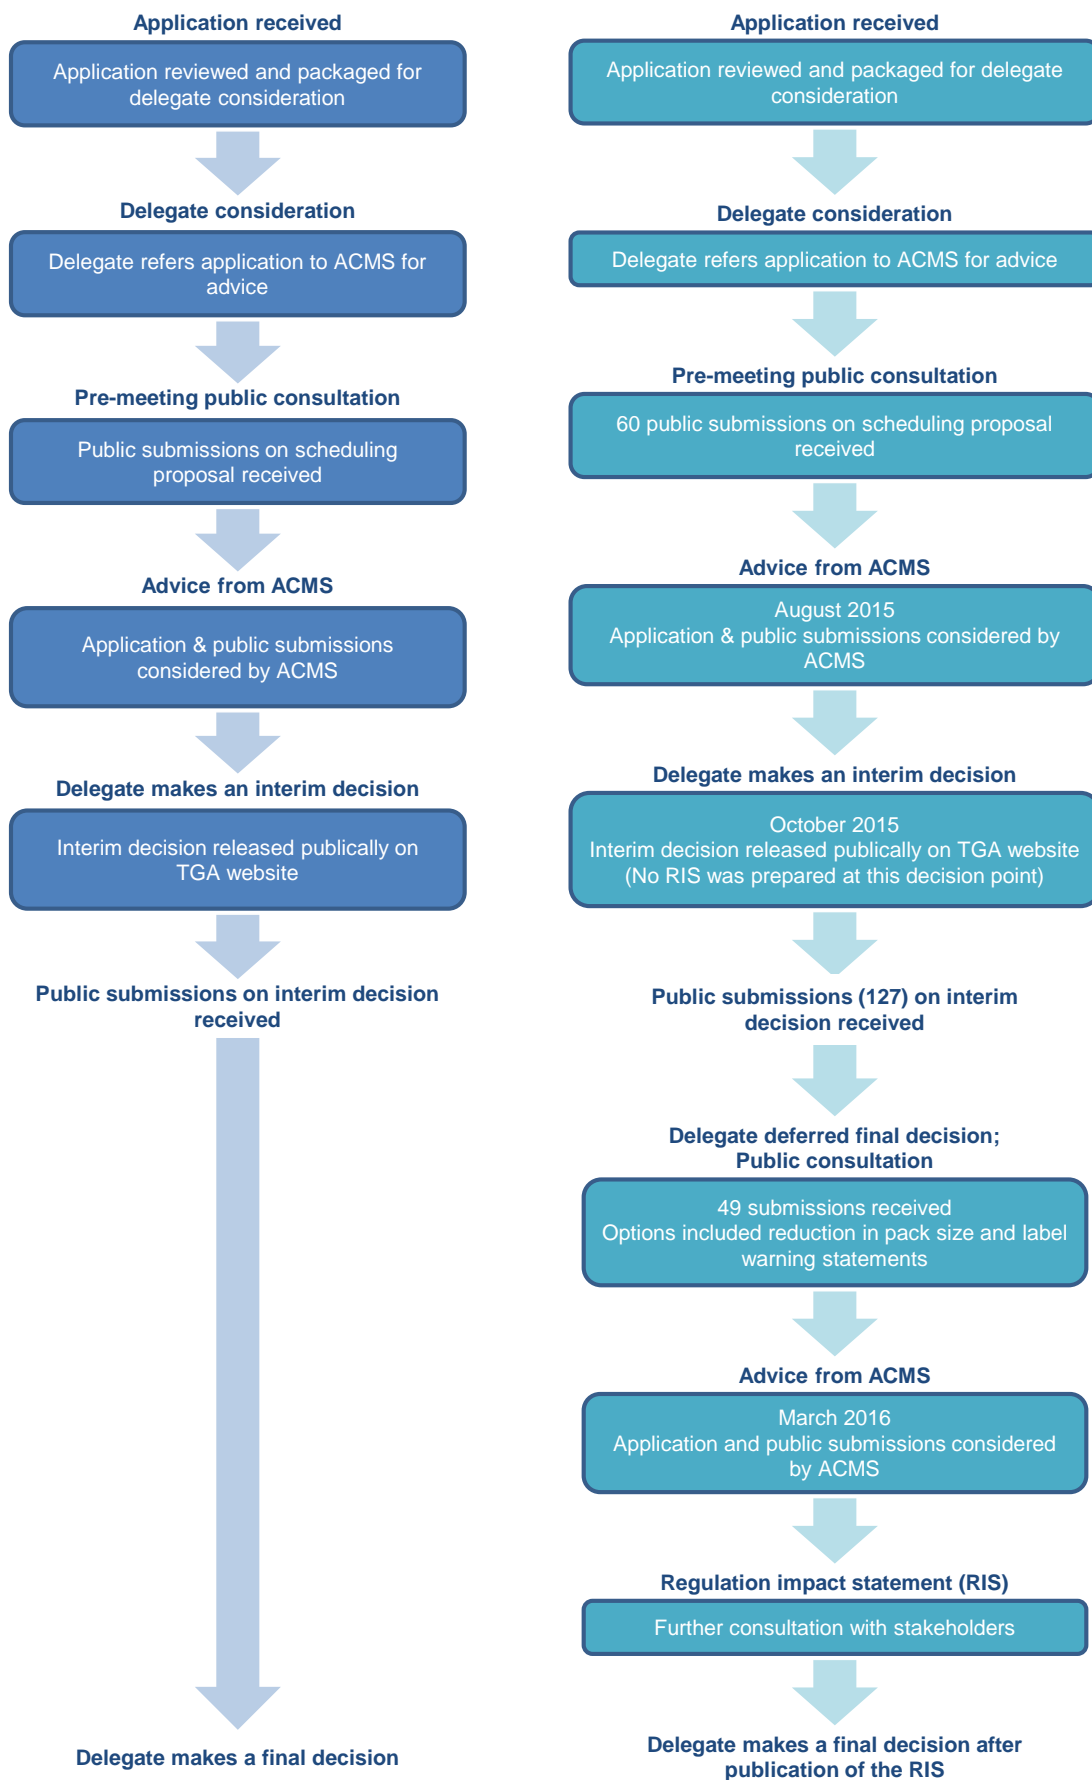 Application received
Application reviewed and packaged for
delegate consideration
Delegate consideration
Delegate refers application to ACMS for
advice
Pre-meeting public consultation
Public submissions on scheduling
proposal received
Advice from ACMS
Application & public submissions
considered by ACMS
Delegate makes an interim decision
Interim decision released publically on
TGA website
Public submissions on interim decision
received
Delegate makes a final decision
Application received
Application reviewed and packaged for delegate
consideration
Delegate consideration
Delegate refers application to ACMS for advice
Pre-meeting public consultation
60 public submissions on scheduling proposal
received
Advice from ACMS
August 2015
Application & public submissions considered by
ACMS
Delegate makes an interim decision
October 2015
Interim decision released publically on TGA website
(No RIS was prepared at this decision point)
Public submissions (127) on interim
decision received
Delegate deferred final decision;
Public consultation
49 submissions received
Options included reduction in pack size and label
warning statements
Advice from ACMS
March 2016
Application and public submissions considered
by ACMS
Regulation impact statement (RIS)
Further consultation with stakeholders
Delegate makes a final decision after
publication of the RIS